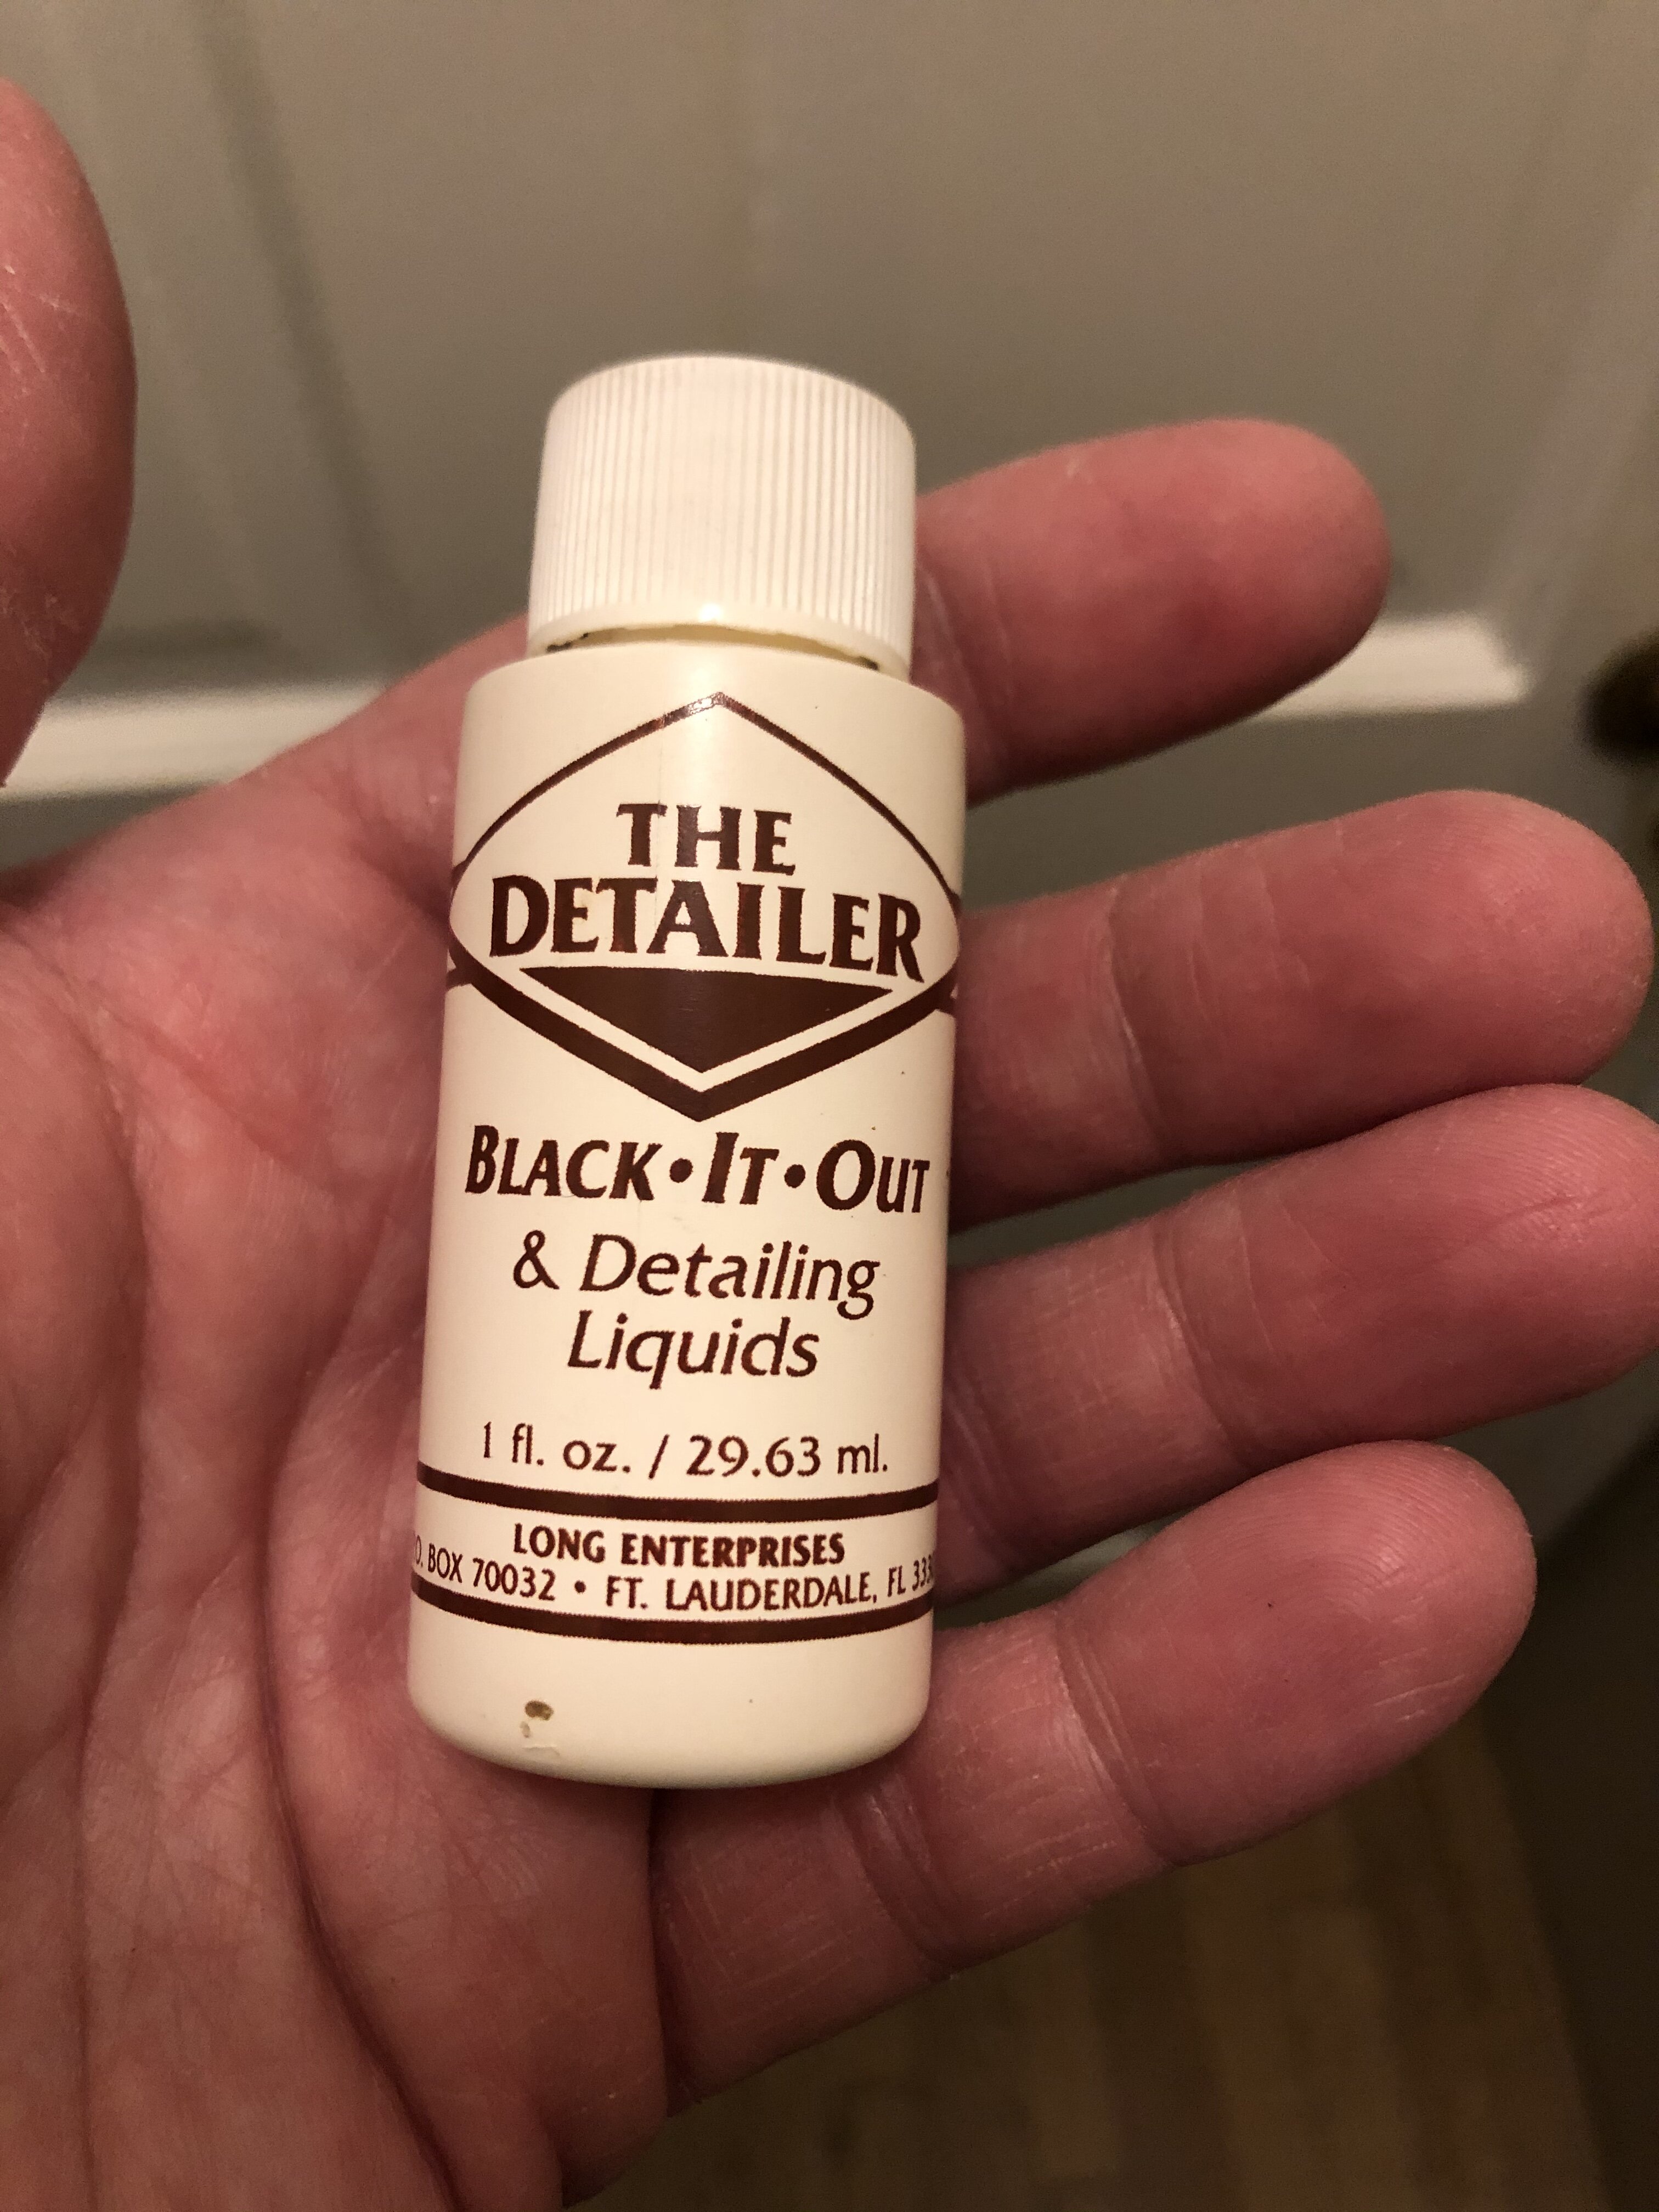 THE
DETAILER
BLACK•IT•OUT
& Detailing
Liquids
1 fl. oz. / 29.63 ml.
LONG ENTERPRISES
BOX 70032 • FT. LAUDERDALE, FL